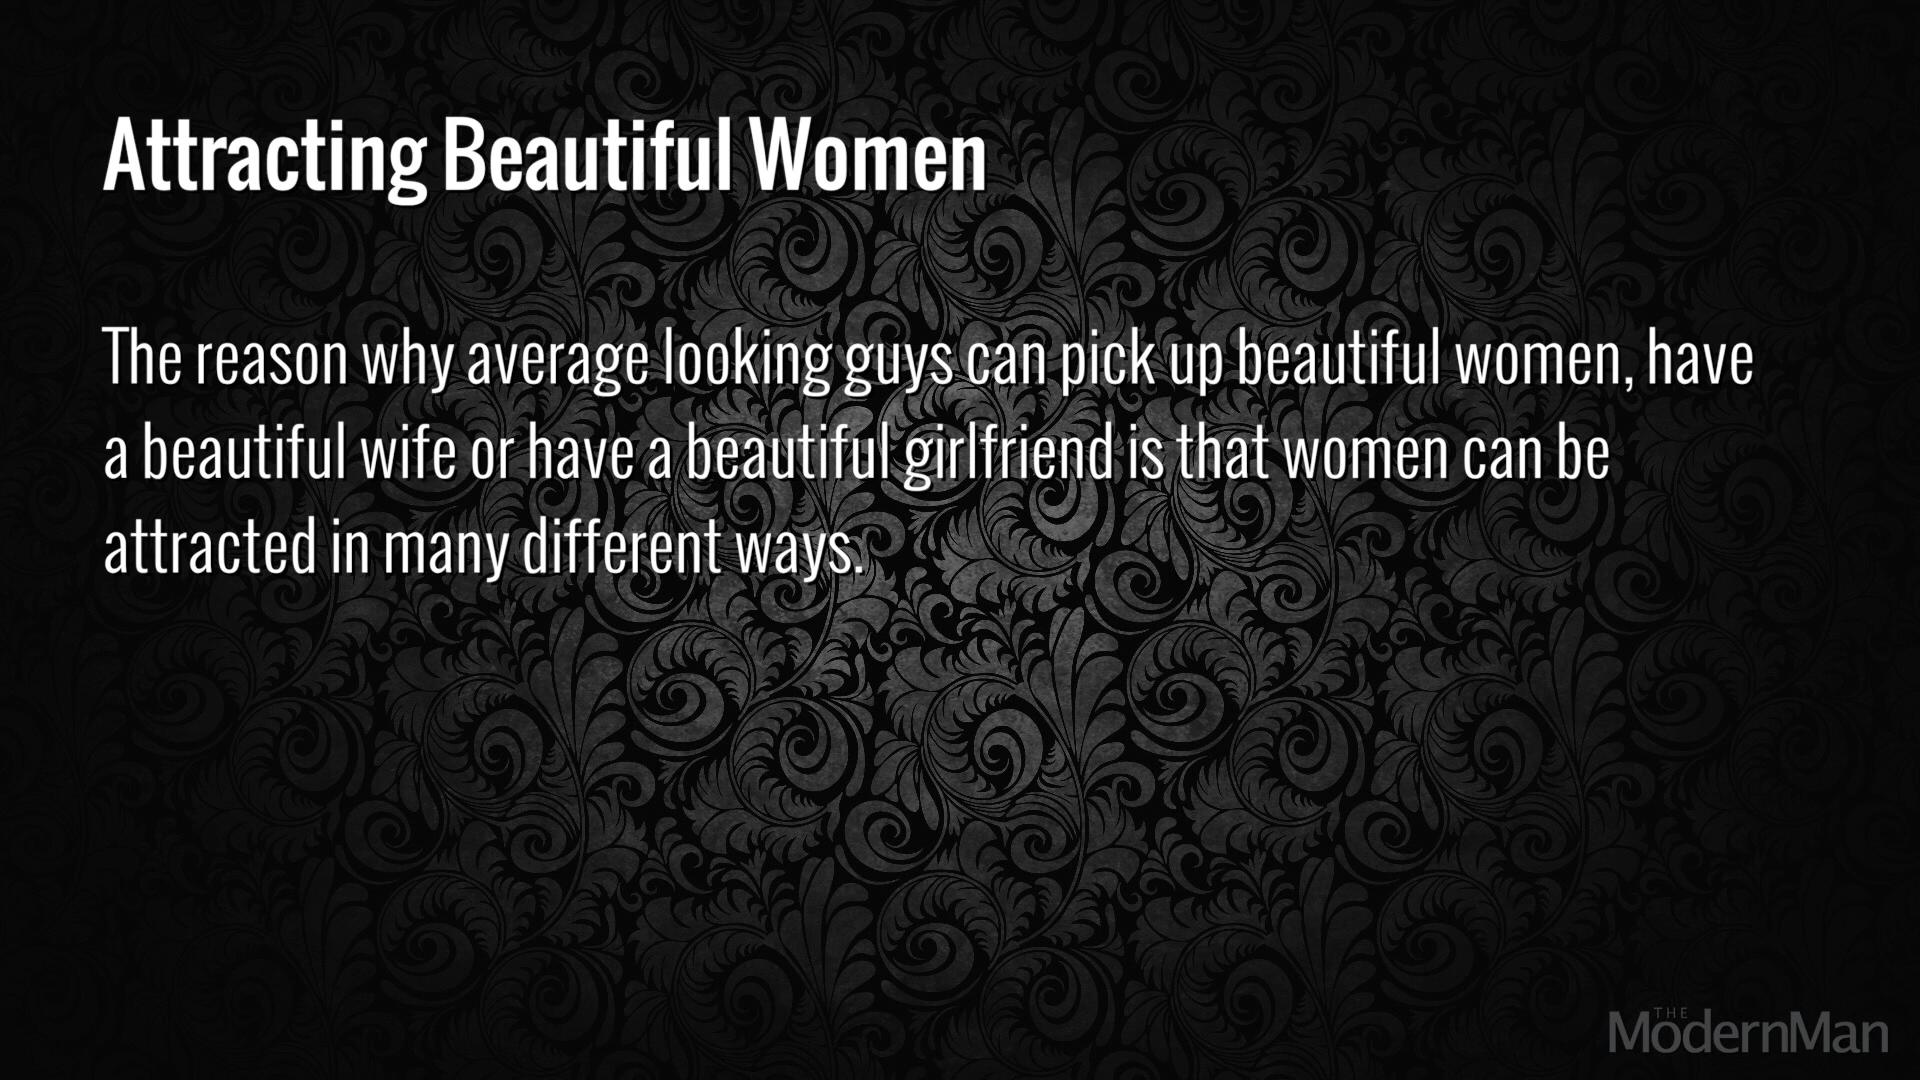 Attracting Beautiful Women
The reason why average looking guys can pick up beautiful women, have
a beautiful wife or have a beautiful girlfriend is that women can be
attracted in many different ways.
THE
ModernMan